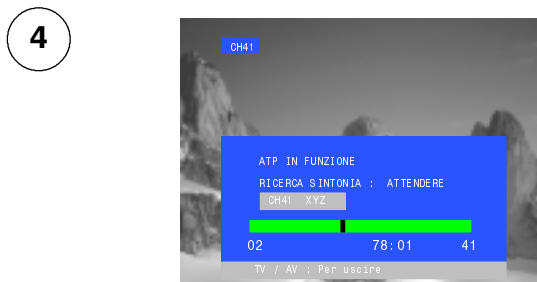 4
CH41
ATP IN FUNZIONE
RICERCA SINTONIA : ATTENDERE
CH41 XYZ
02 78:01 41
TV / AV : Per uscire